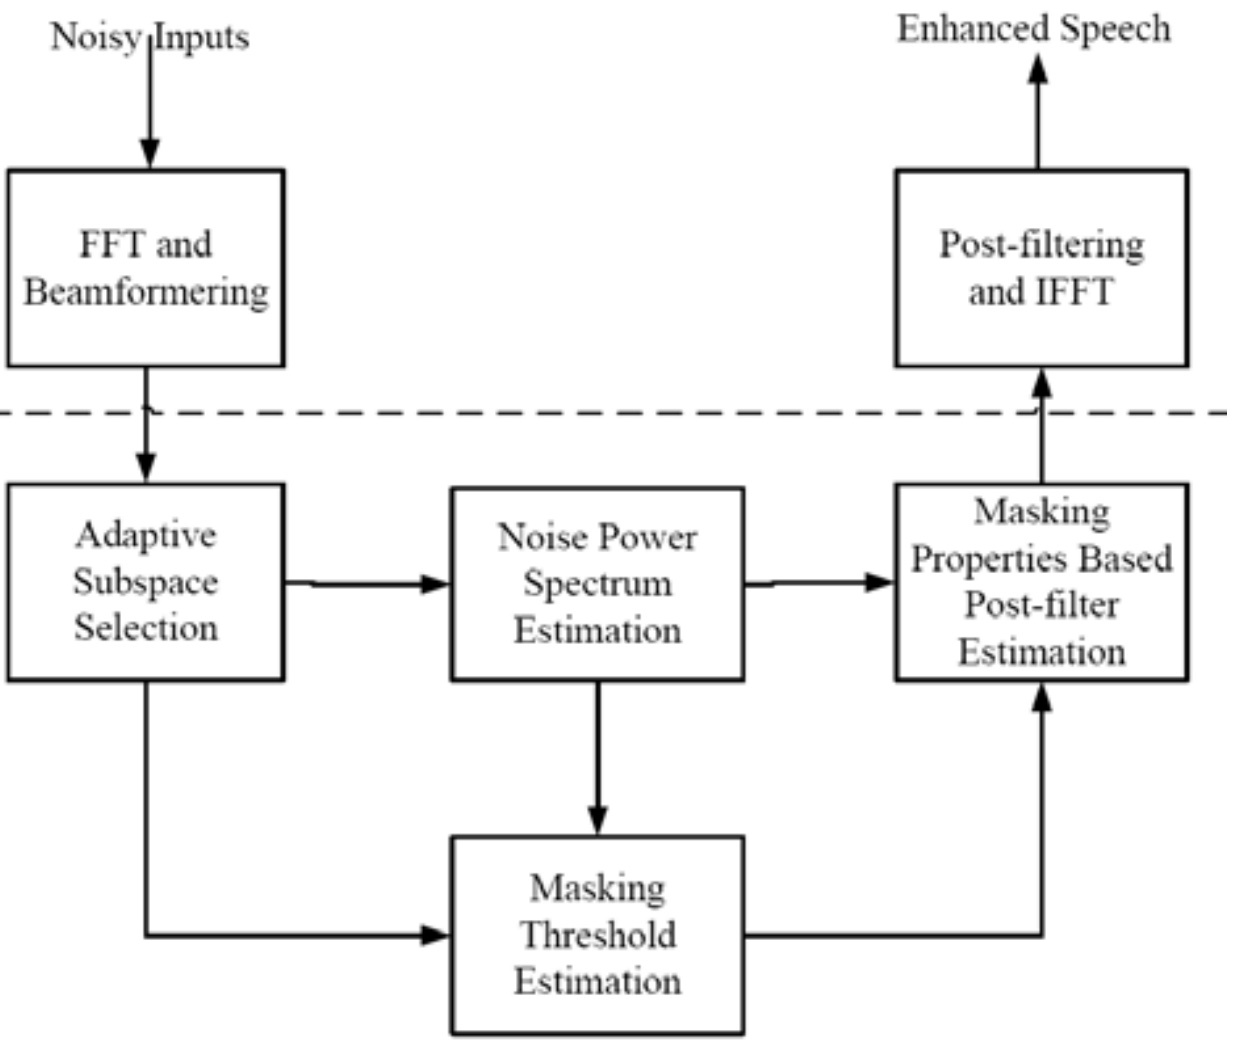 Noisy Inputs
Enhanced Speech
FFT and
Beamformering
Post-filtering
and IFFT
Adaptive
Subspace
Selection
Noise Power
Spectrum
Estimation
Masking
Properties Based
Post-filter
Estimation
Masking
Threshold
Estimation